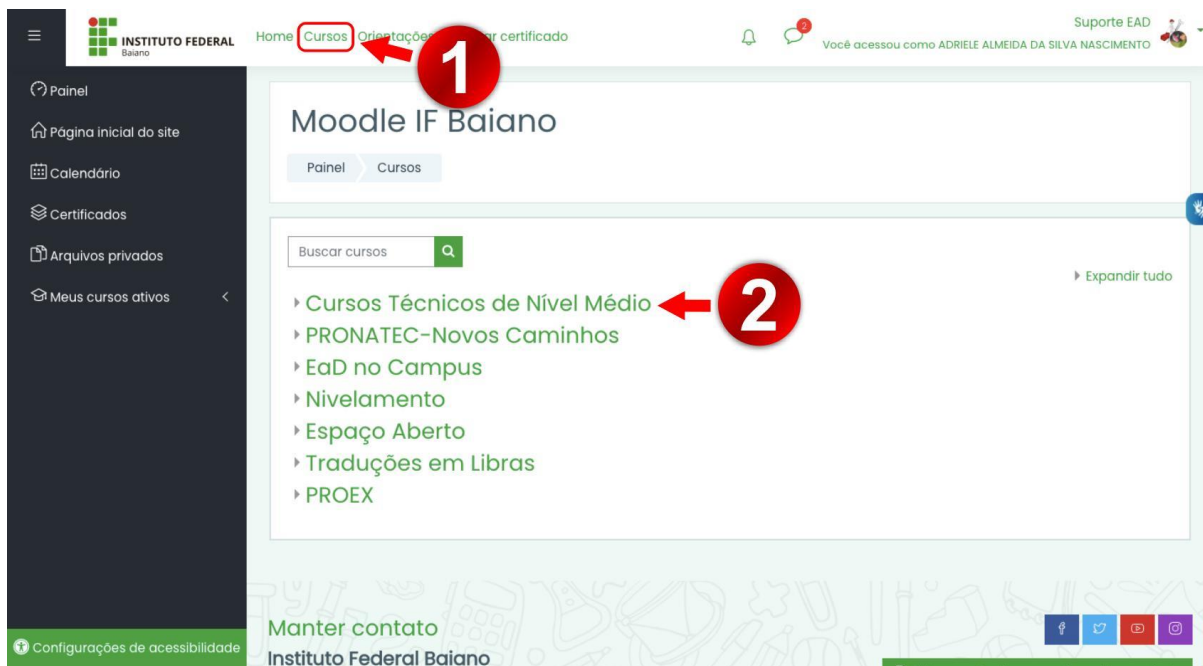 INSTITUTO FEDERAL
Baiano
Home Cursos Orientações certificado
2
Suporte EAD
Você acessou como ADRIELE ALMEIDA DA SILVA NASCIMENTO
1
Painel
Página inicial do site
Calendário
Certificados
Arquivos privados
Meus cursos ativos
Moodle IF Baiano
Painel Cursos
Buscar cursos
Expandir tudo
Cursos Técnicos de Nível Médio
2
PRONATEC-Novos Caminhos
EaD no Campus
Nivelamento
Espaço Aberto
Traduções em Libras
PROEX
Manter contato
Instituto Federal Baiano
Configurações de acessibilidade